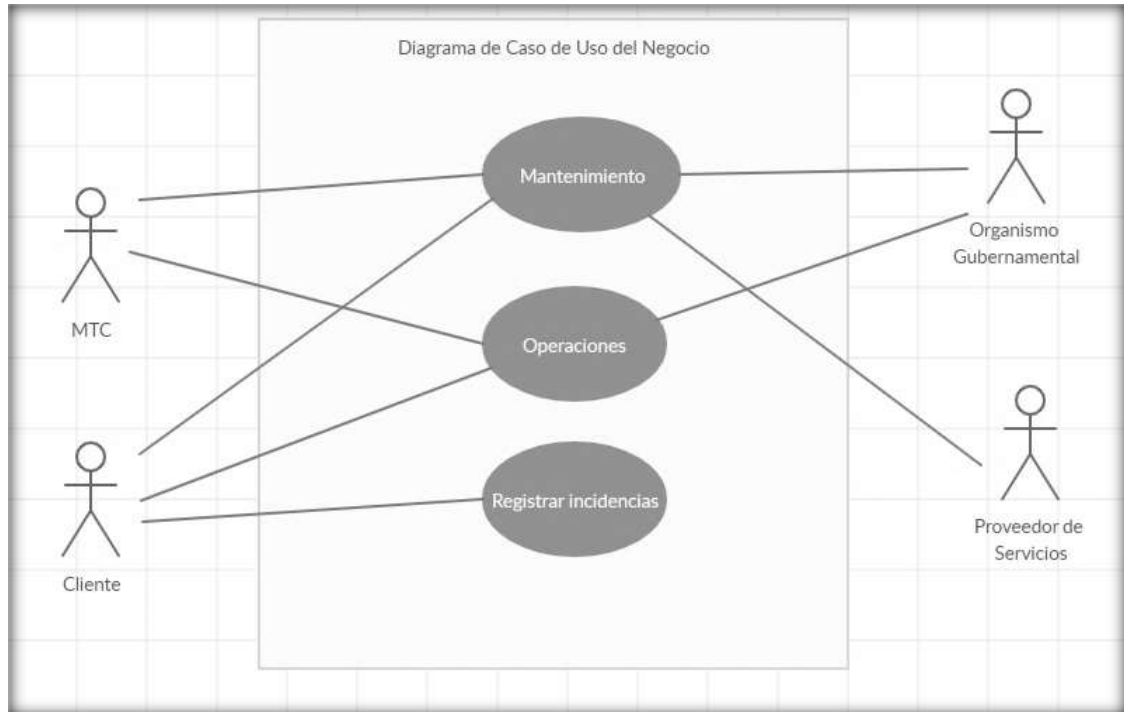 Diagrama de Caso de Uso del Negocio
Mantenimiento
Organismo
Gubernamental
MTC
Operaciones
Registrar incidencias
Proveedor de
Servicios
Cliente